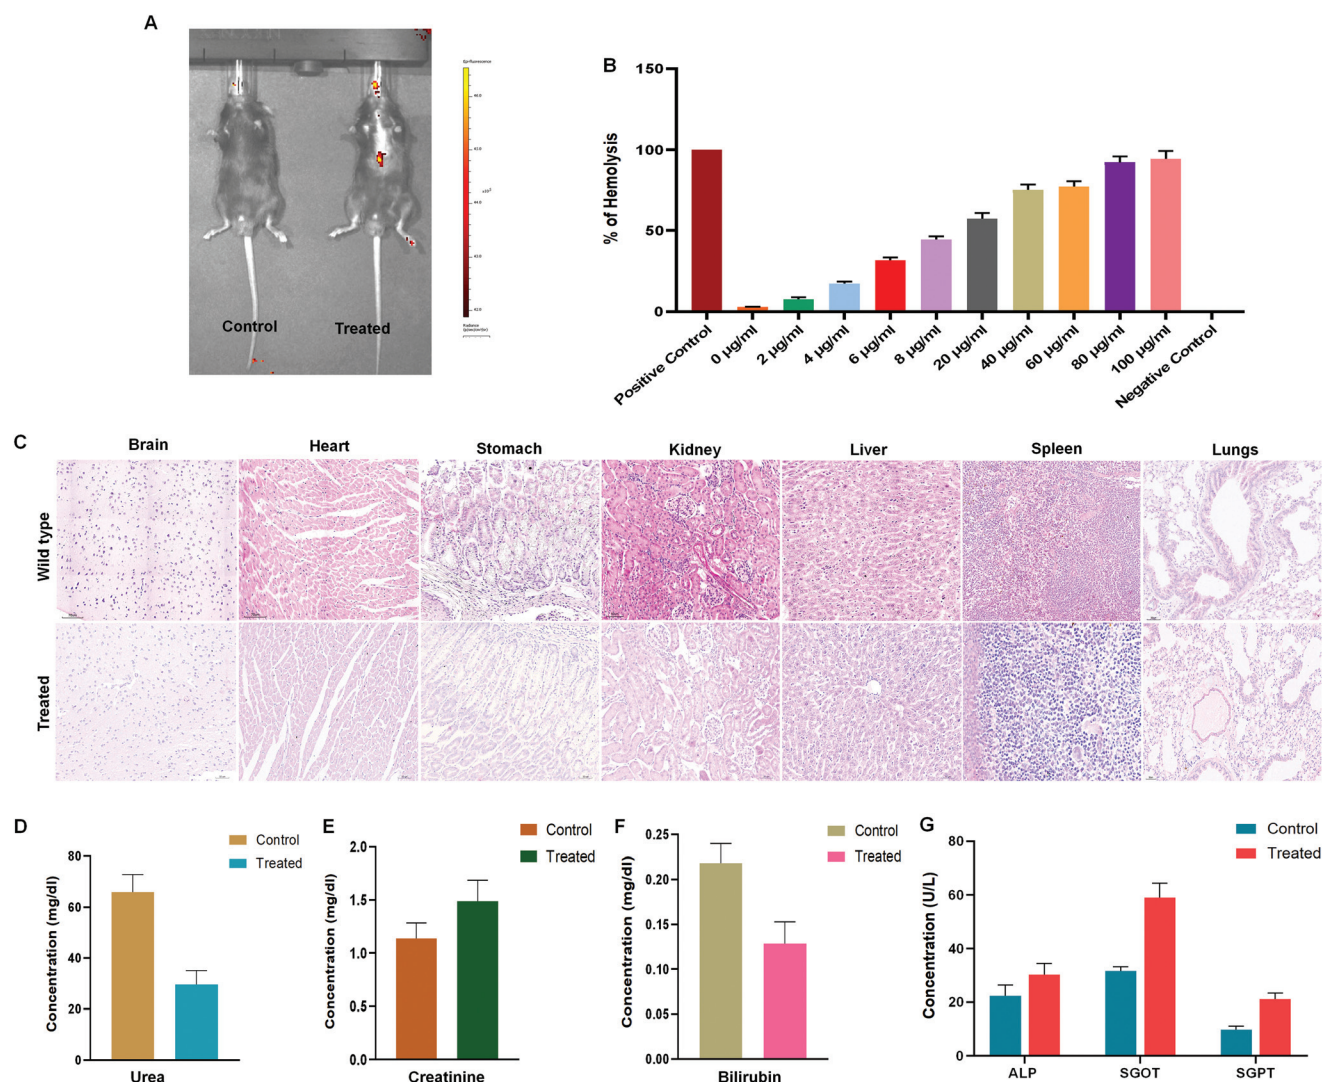 A
Epi-fluorescence
Control
Treated
B
% of Hemolysis
150
100
50
0
Positive Control
0 µg/ml
2 µg/ml
4 µg/ml
6 µg/ml
8 µg/ml
20 µg/ml
40 µg/ml
60 µg/ml
80 µg/ml
100 µg/ml
Negative Control
C
Brain
Heart
Stomach
Kidney
Liver
Spleen
Lungs
Wild type
Treated
D
Control
Treated
Concentration (mg/dl)
80
60
40
20
0
Urea
E
Control
Treated
Concentration (mg/dl)
2.0
1.5
1.0
0.5
0.0
Creatinine
F
Control
Treated
Concentration (mg/dl)
0.25
0.20
0.15
0.10
0.05
0.00
Bilirubin
G
Control
Treated
Concentration (U/L)
80
60
40
20
0
ALP
SGOT
SGPT